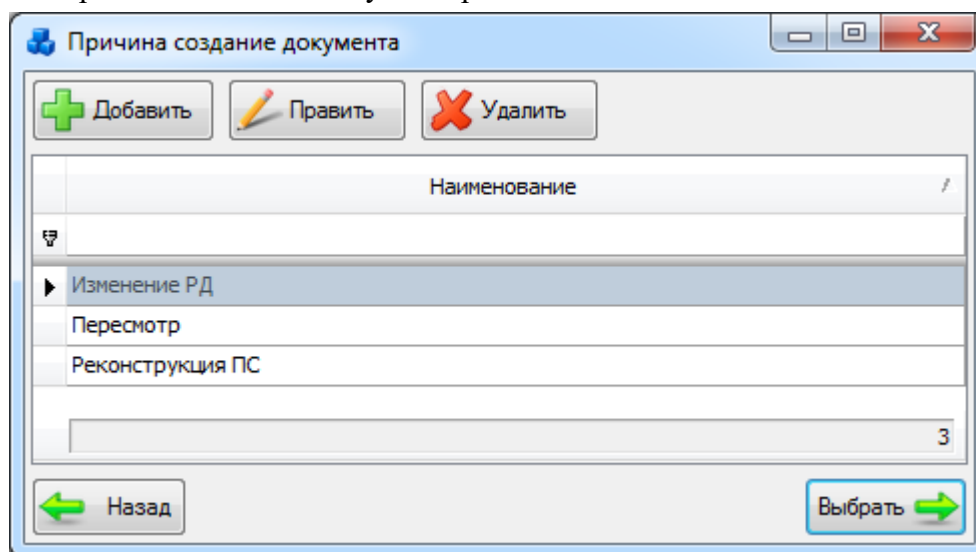 Причина создание документа
Добавить Править Удалить
Наименование
Изменение РД
Пересмотр
Реконструкция ПС
3
Назад Выбрать